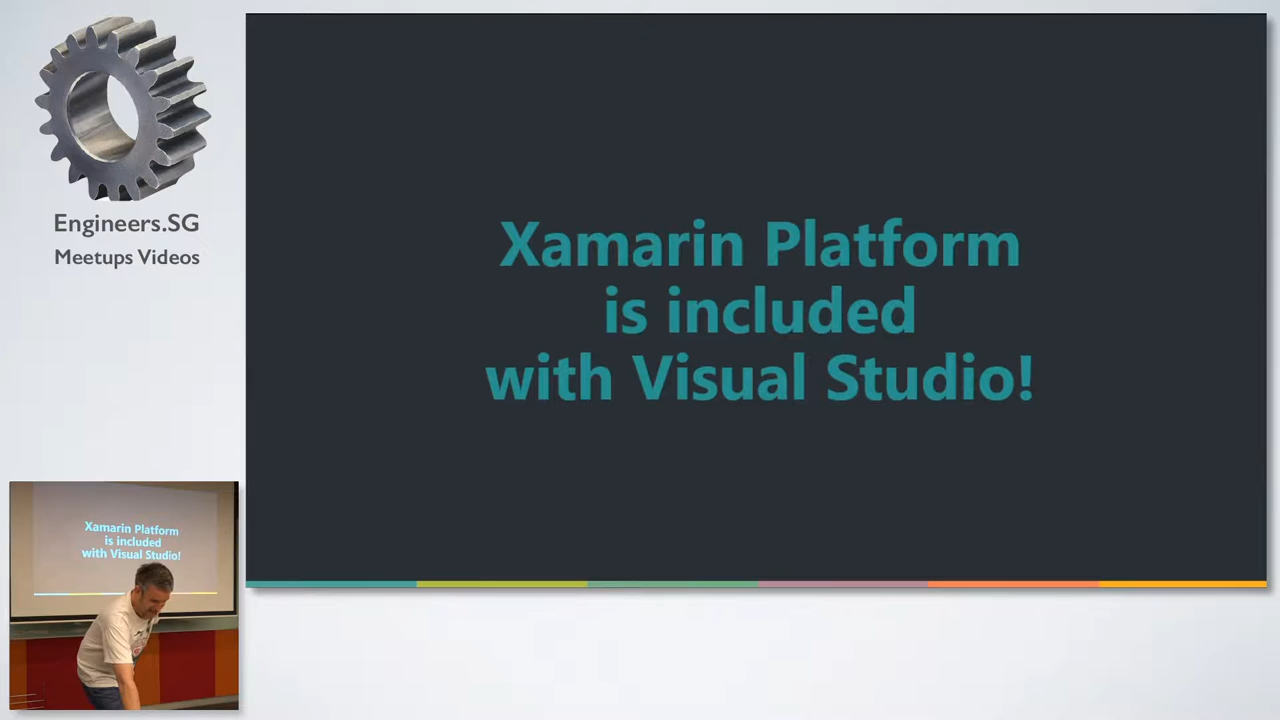 Engineers.SG
Meetups Videos
Xamarin Platform
is included
with Visual Studio!
Xamarin Platform
is included
with Visual Studio!